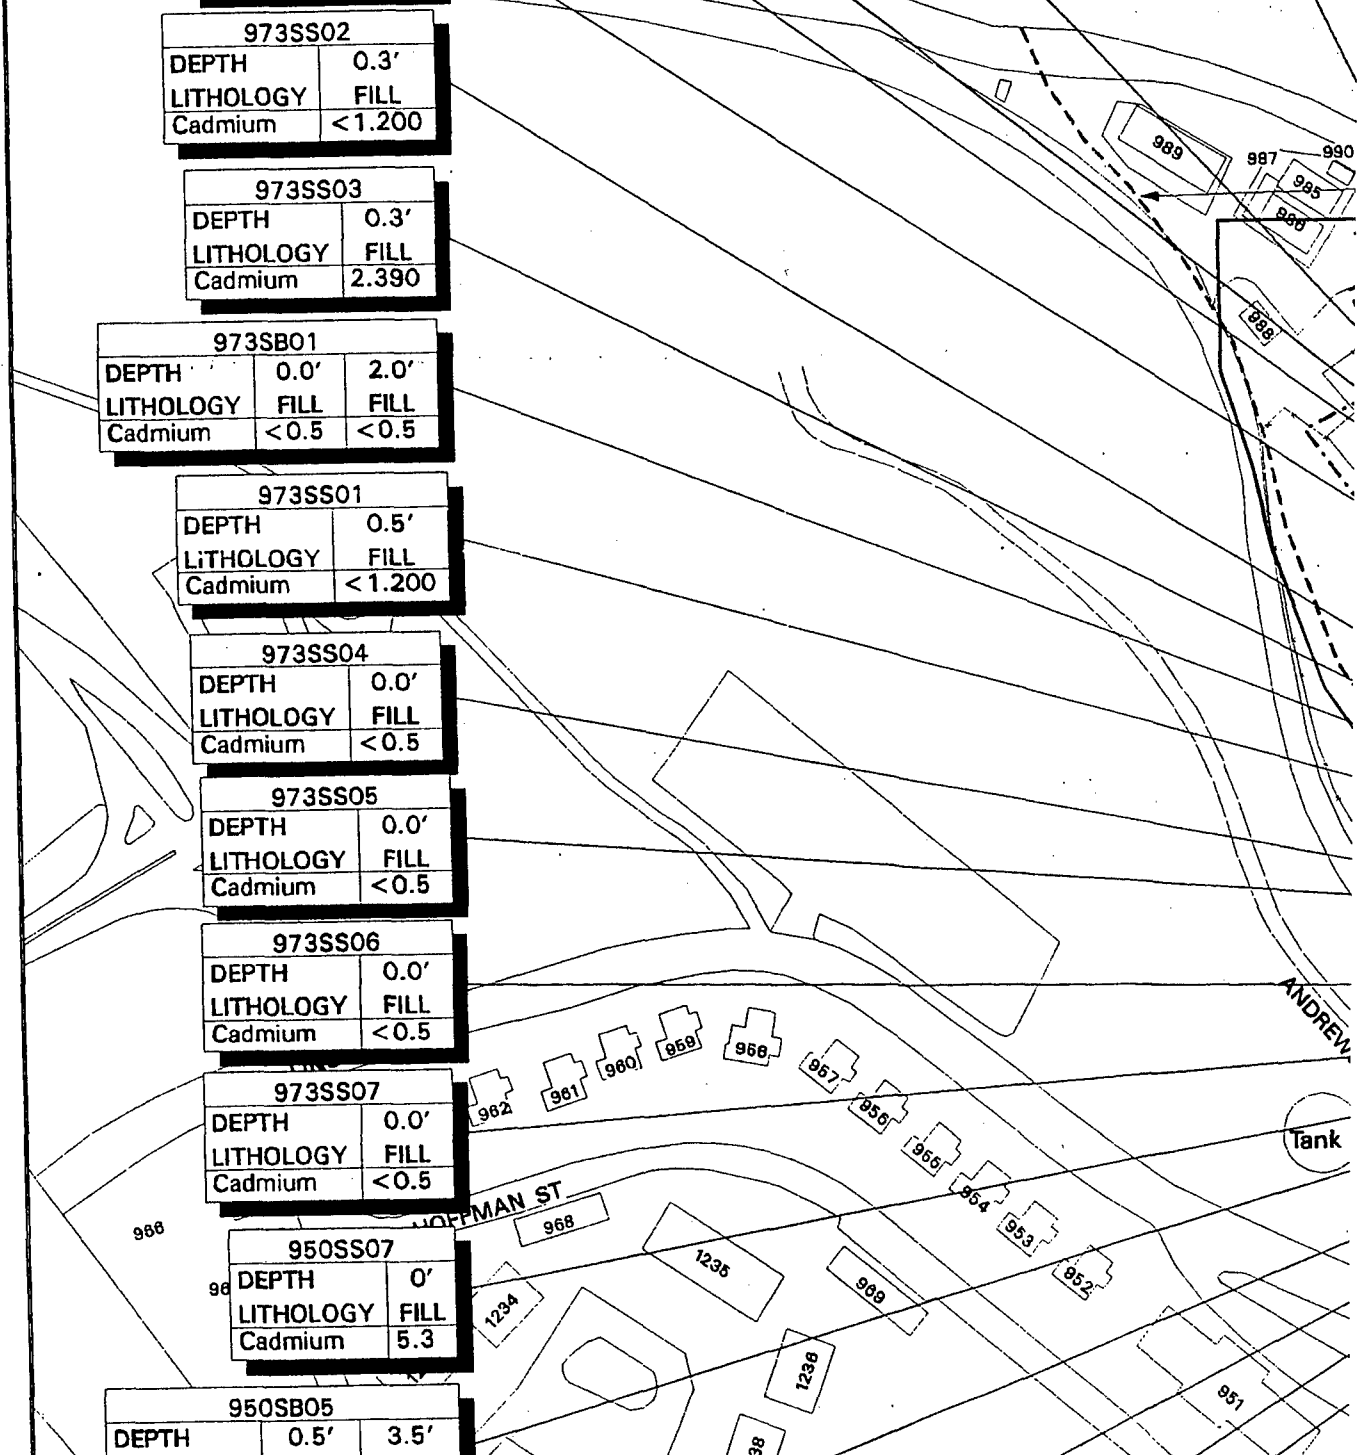 973SS02
DEPTH 0.3'
LITHOLOGY FILL
Cadmium <1.200
973SS03
DEPTH 0.3'
LITHOLOGY FILL
Cadmium 2.390
973SB01
DEPTH 0.0' 2.0'
LITHOLOGY FILL FILL
Cadmium <0.5 <0.5
973SS01
DEPTH 0.5'
LITHOLOGY FILL
Cadmium <1.200
973SS04
DEPTH 0.0'
LITHOLOGY FILL
Cadmium <0.5
973SS05
DEPTH 0.0'
LITHOLOGY FILL
Cadmium <0.5
973SS06
DEPTH 0.0'
LITHOLOGY FILL
Cadmium <0.5
973SS07
DEPTH 0.0'
LITHOLOGY FILL
Cadmium <0.5
950SS07
DEPTH 0'
LITHOLOGY FILL
Cadmium 5.3
950SB05
DEPTH 0.5' 3.5'
989
987
990
985
986
988
ANDREW
Tank
962
961
960
959
958
957
956
955
954
953
952
951
HOFFMAN ST
968
966
1235
969
1234
1236